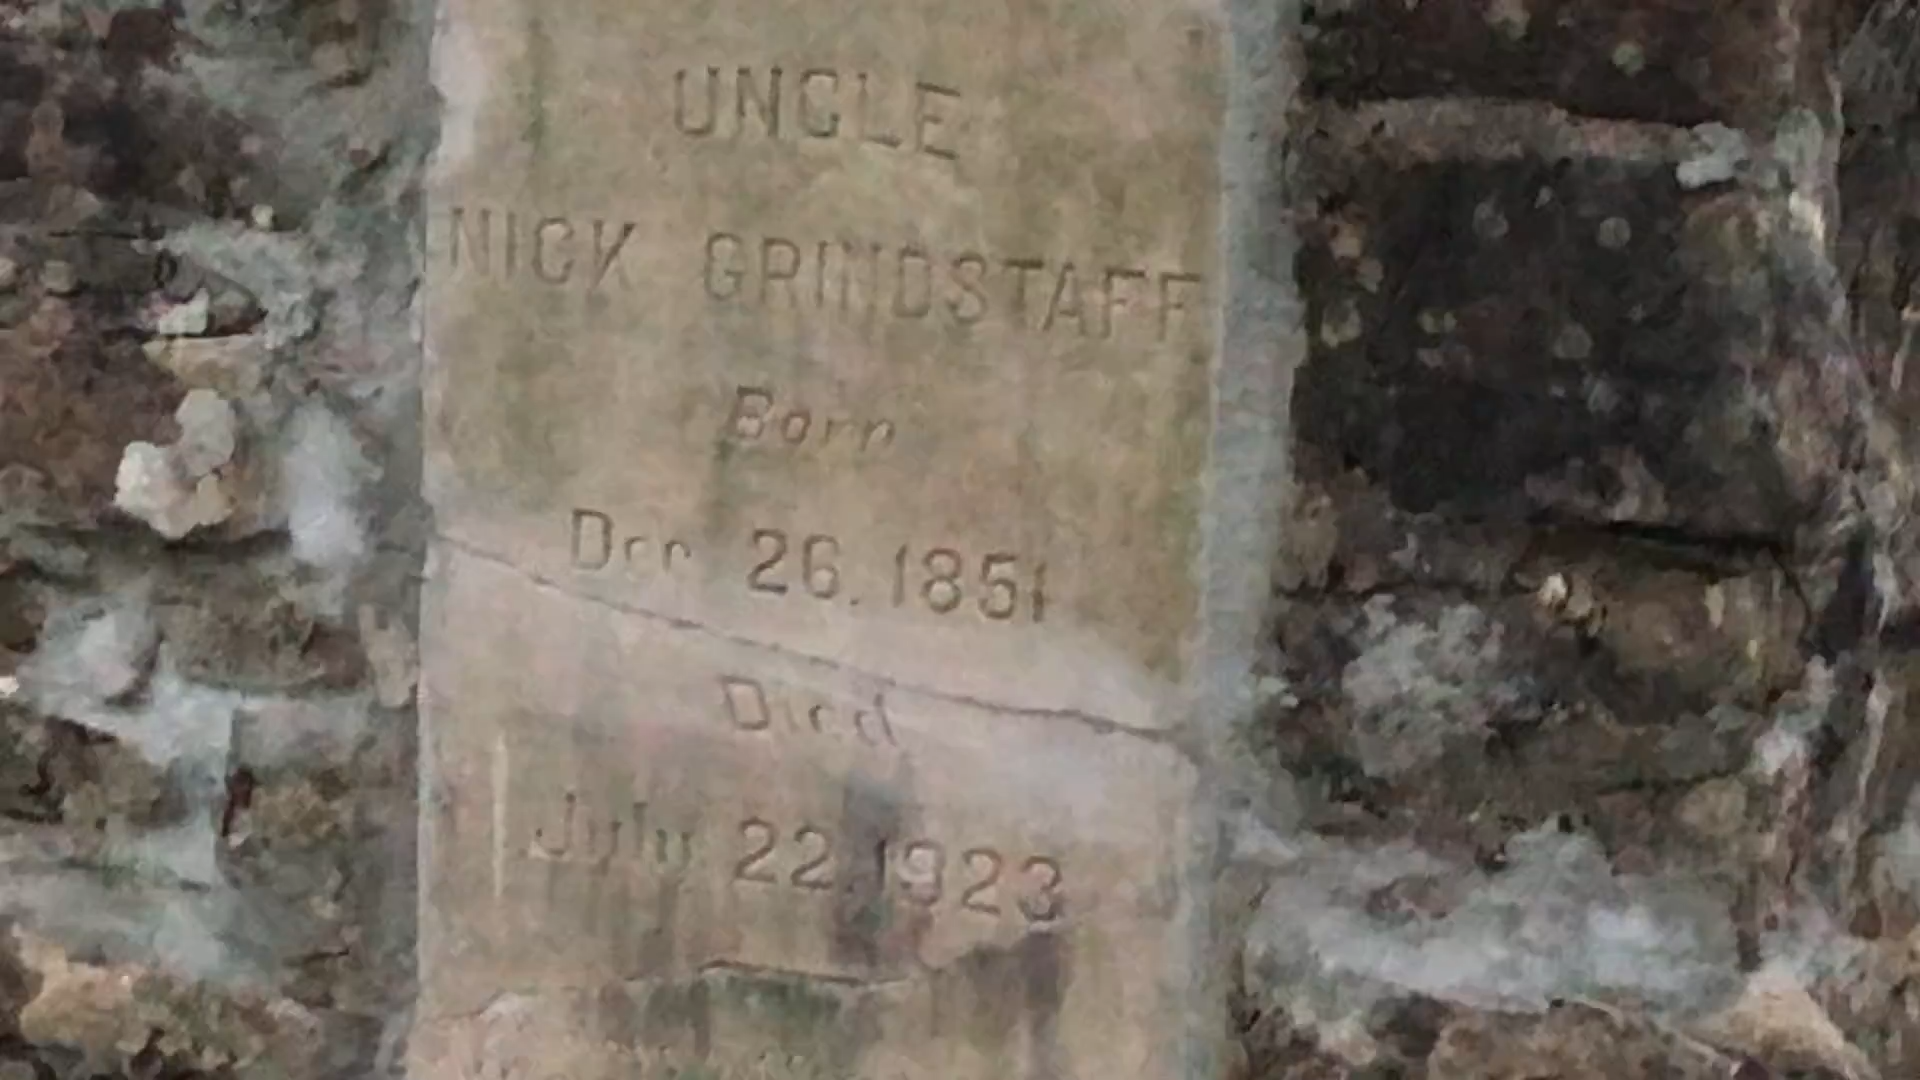 UNCLE
NICK GRINDSTAFF
Born
Dec 26, 1851
Died
July 22, 1923